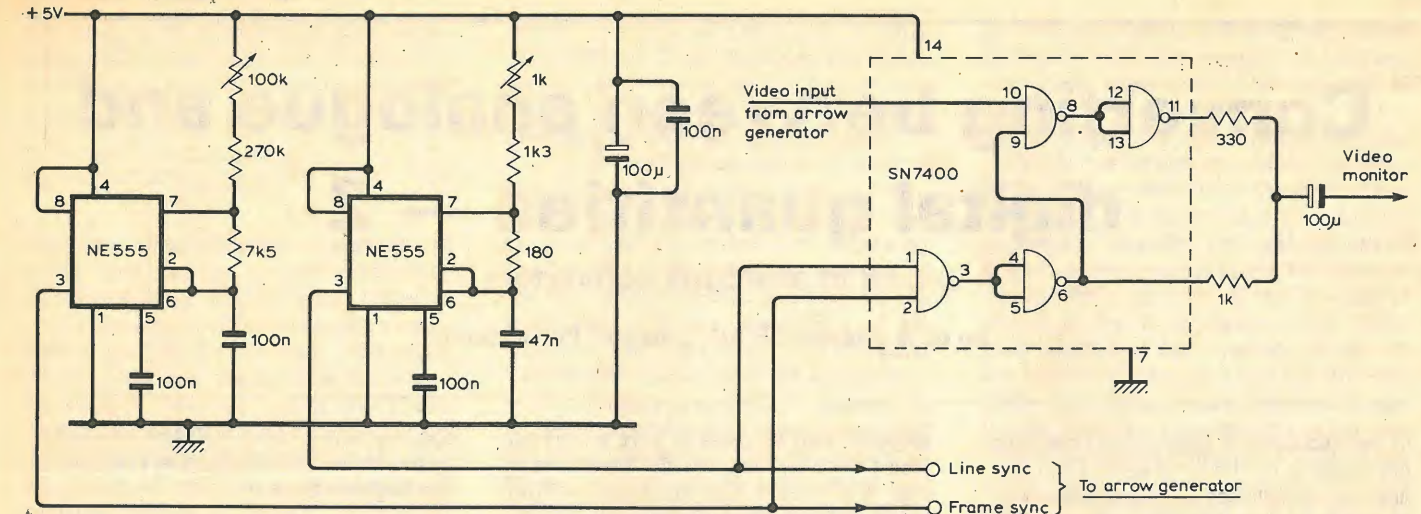 +5V
14
100k
1k
Video input
from arrow
generator
10
9
8
12
13
11
330
100n
100µ
270k
1k3
SN7400
Video
monitor
100µ
4
8
7
NE555
2
3
6
1
5
7k5
4
8
7
NE555
2
3
6
1
5
180
1
2
3
4
5
6
1k
100n
47n
7
100n
100n
Line sync
To arrow generator
Frame sync